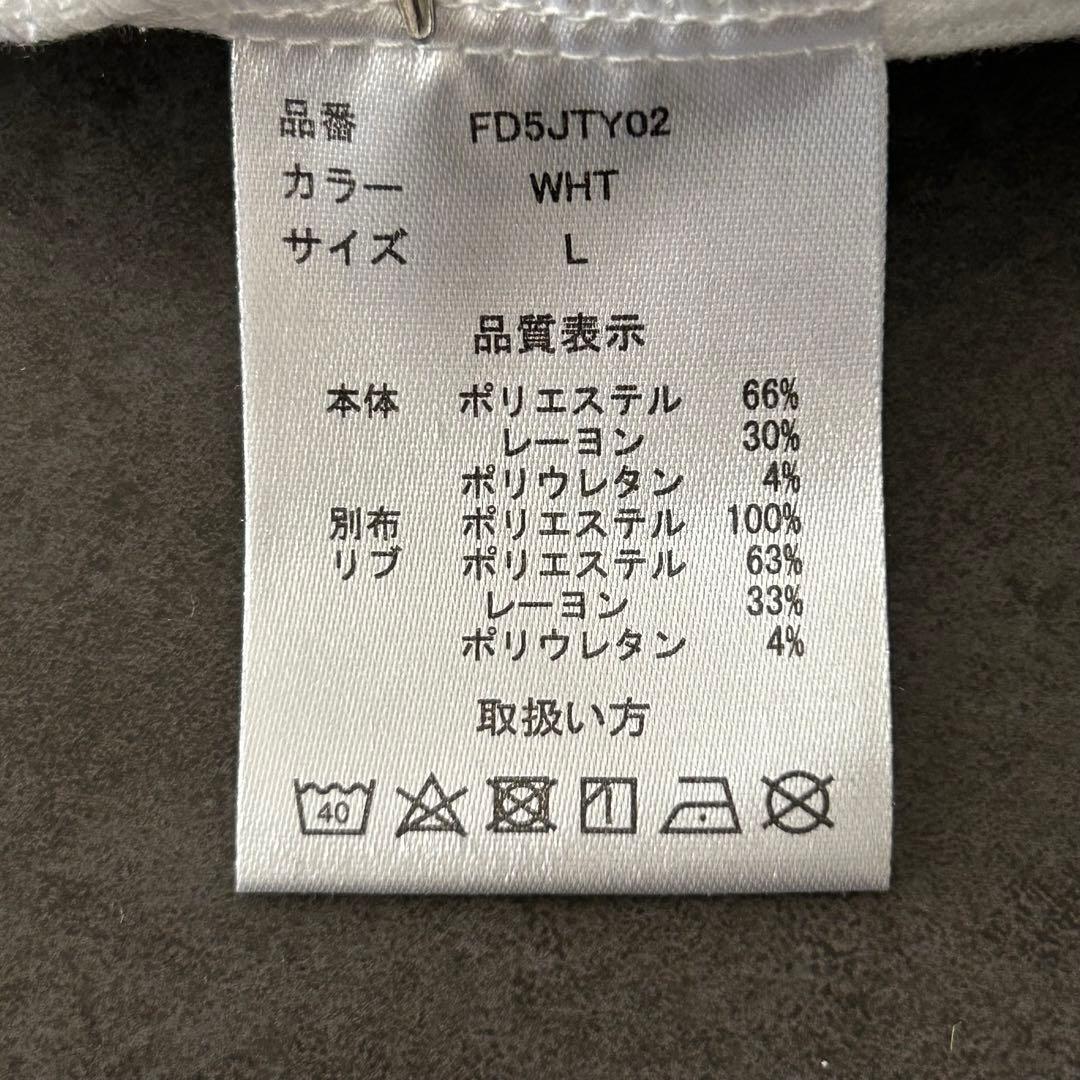 品番 FD5JTY02
カラー WHT
サイズ L
品質表示
本体 ポリエステル 66%
レーヨン 30%
ポリウレタン 4%
別布 ポリエステル 100%
リブ ポリエステル 63%
レーヨン 33%
ポリウレタン 4%
取扱い方
40